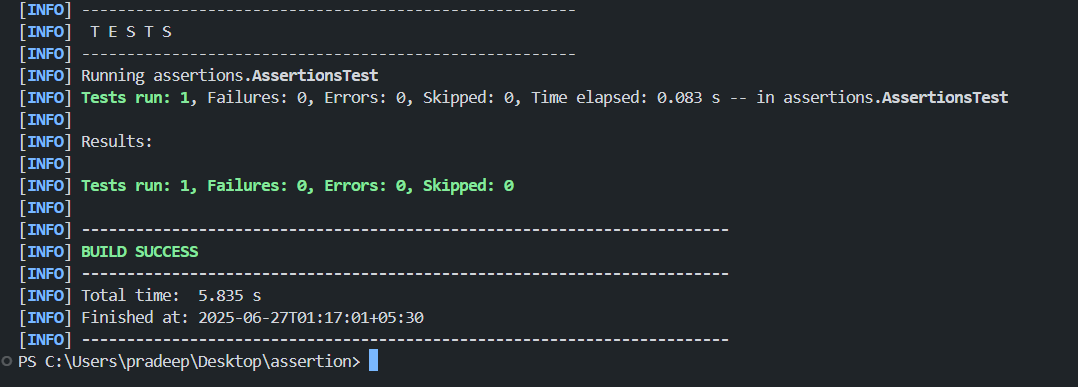 [INFO] -------------------------------------------------------
[INFO]  T E S T S
[INFO] -------------------------------------------------------
[INFO] Running assertions.AssertionsTest
[INFO] Tests run: 1, Failures: 0, Errors: 0, Skipped: 0, Time elapsed: 0.083 s -- in assertions.AssertionsTest
[INFO]
[INFO] Results:
[INFO]
[INFO] Tests run: 1, Failures: 0, Errors: 0, Skipped: 0
[INFO]
[INFO] ------------------------------------------------------------------------
[INFO] BUILD SUCCESS
[INFO] ------------------------------------------------------------------------
[INFO] Total time:  5.835 s
[INFO] Finished at: 2025-06-27T01:17:01+05:30
[INFO] ------------------------------------------------------------------------
PS C:\Users\pradeep\Desktop\assertion>